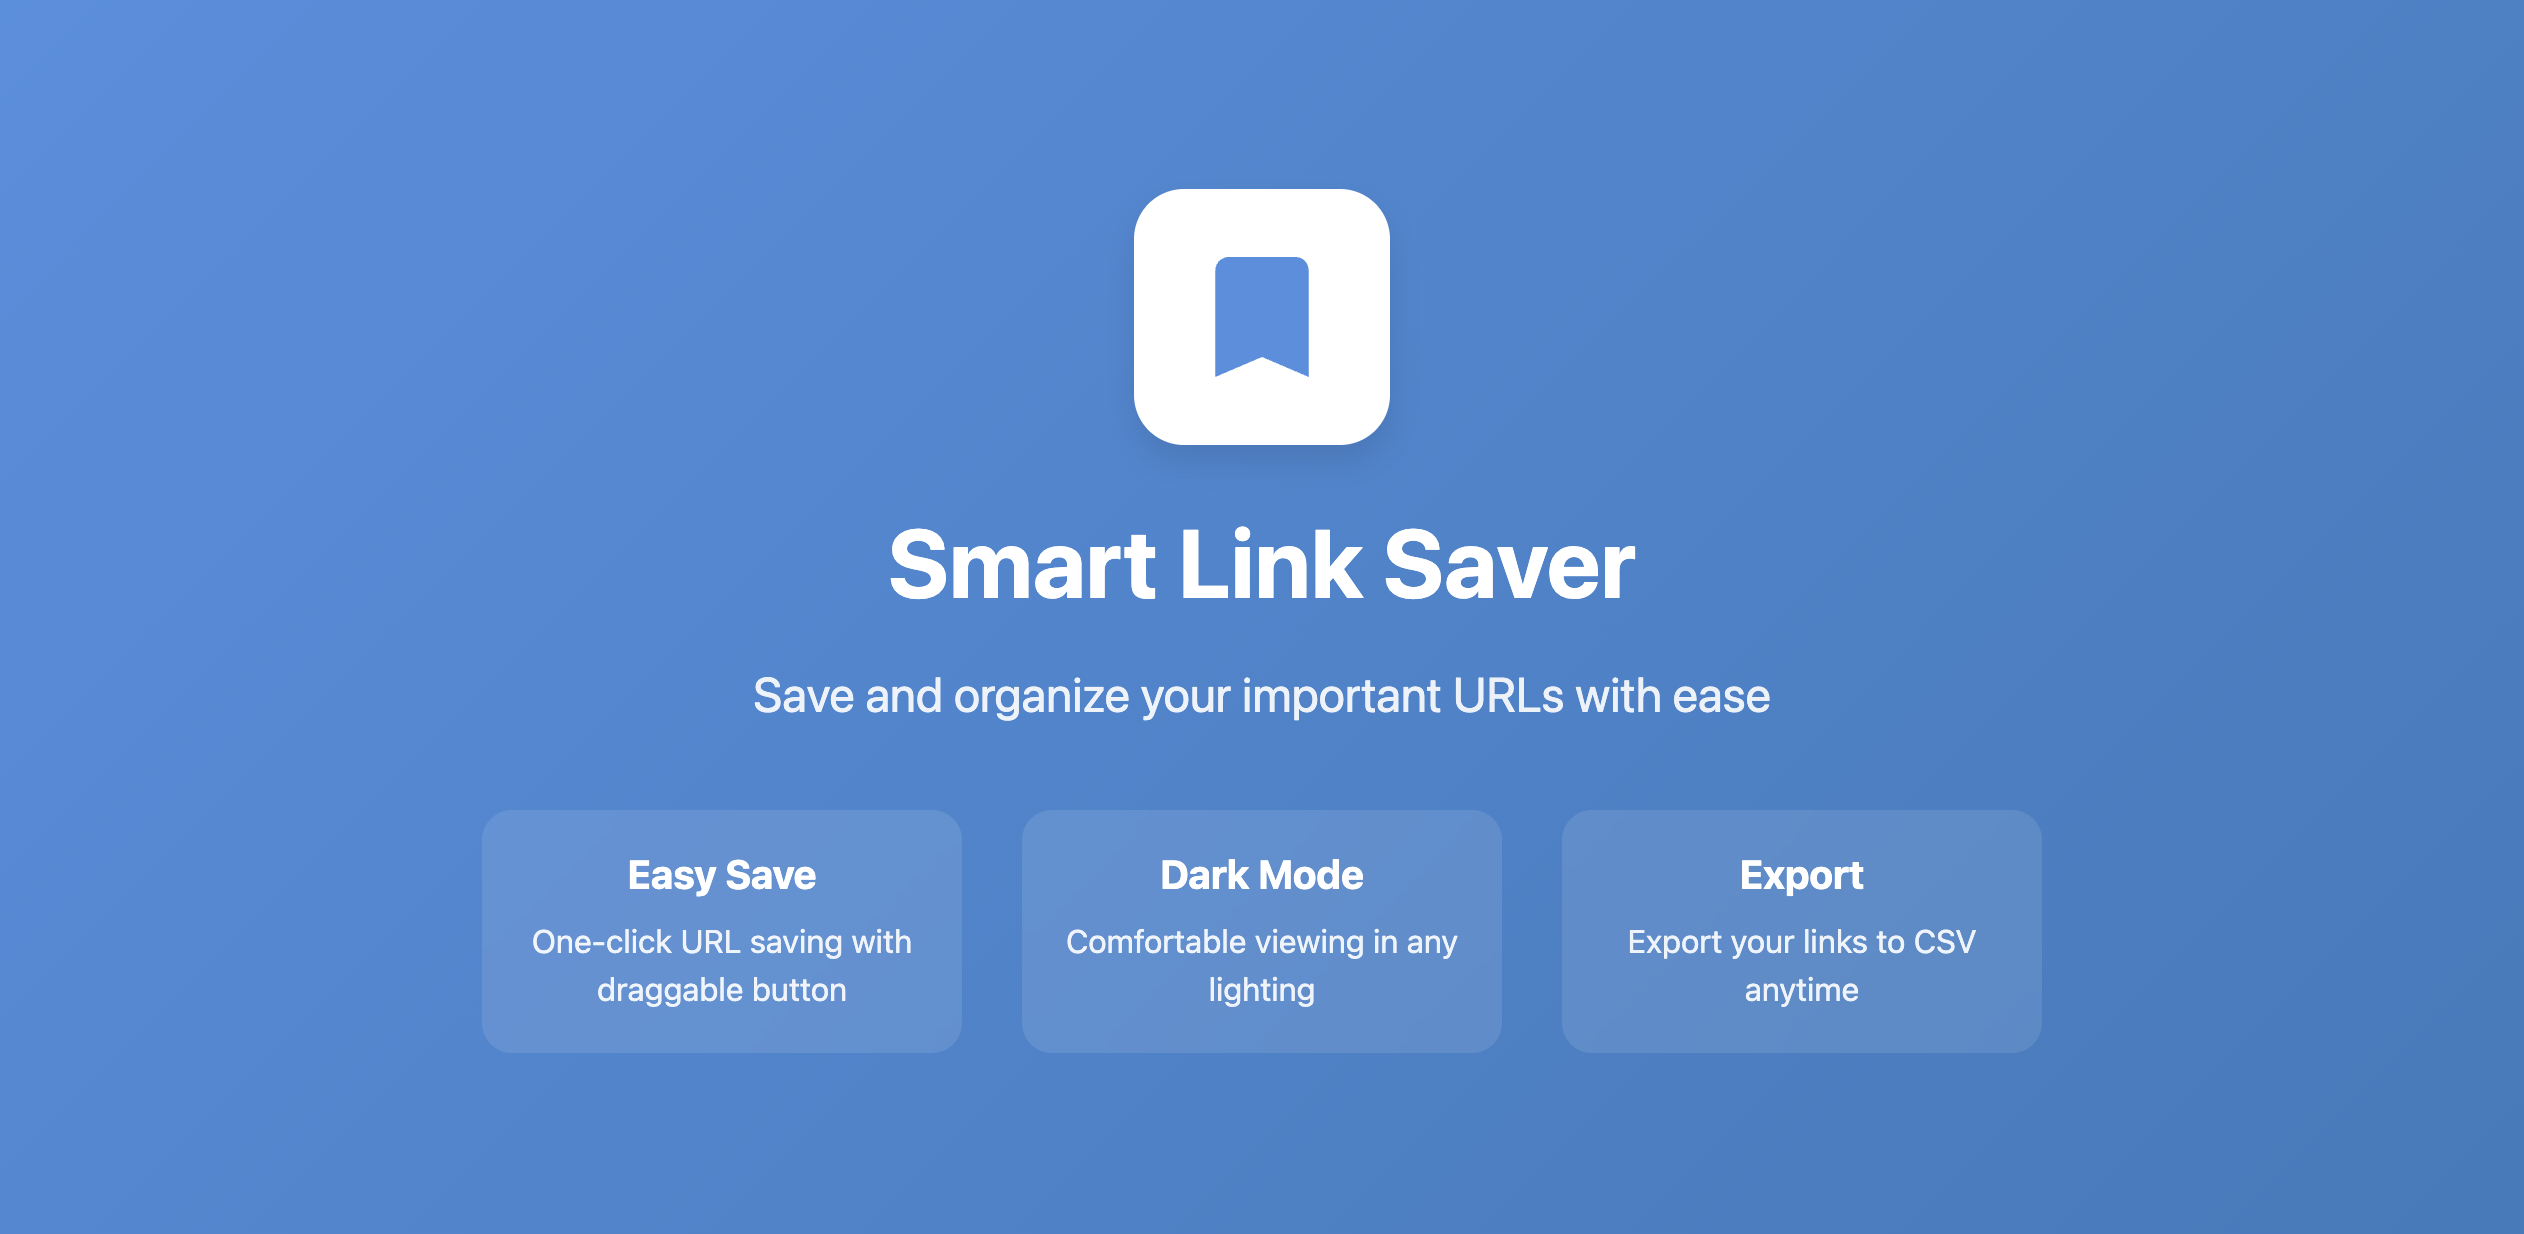 Smart Link Saver
Save and organize your important URLs with ease
Easy Save
One-click URL saving with
draggable button
Dark Mode
Comfortable viewing in any
lighting
Export
Export your links to CSV
anytime